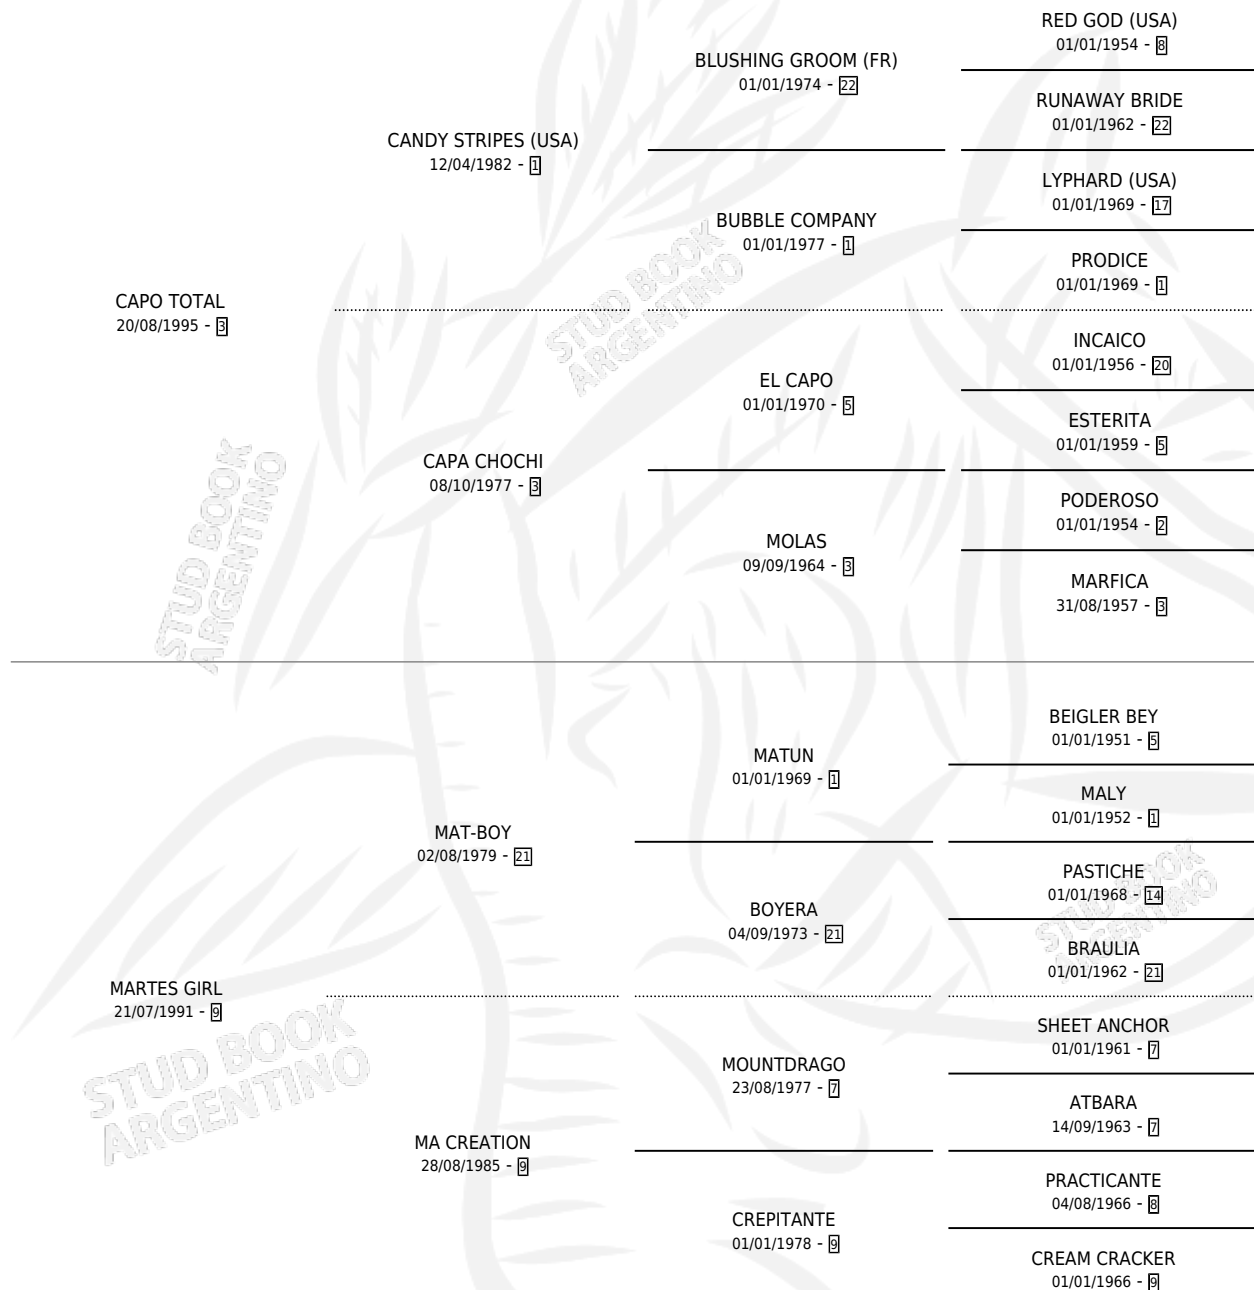 RED GOD (USA)
01/01/1954 - 8
BLUSHING GROOM (FR)
01/01/1974 - 22
RUNAWAY BRIDE
01/01/1962 - 22
CANDY STRIPES (USA)
12/04/1982 - 1
LYPHARD (USA)
01/01/1969 - 17
BUBBLE COMPANY
01/01/1977 - 1
PRODICE
01/01/1969 - 1
CAPO TOTAL
20/08/1995 - 3
STUD BOOK
ARGENTINO
INCAICO
01/01/1956 - 20
EL CAPO
01/01/1970 - 5
ESTERITA
01/01/1959 - 5
CAPA CHOCHI
08/10/1977 - 3
PODEROSO
01/01/1954 - 2
MOLAS
09/09/1964 - 3
MARFICA
31/08/1957 - 3
STUD BOOK
ARGENTINO
BEIGLER BEY
01/01/1951 - 5
MATUN
01/01/1969 - 1
MALY
01/01/1952 - 1
MAT-BOY
02/08/1979 - 21
PASTICHE
01/01/1968 - 14
BOYERA
04/09/1973 - 21
BRAULIA
01/01/1962 - 21
STUD BOOK
ARGENTINO
MARTES GIRL
21/07/1991 - 9
STUD BOOK
ARGENTINO
SHEET ANCHOR
01/01/1961 - 7
MOUNTDRAGO
23/08/1977 - 7
ATBARA
14/09/1963 - 7
MA CREATION
28/08/1985 - 9
PRACTICANTE
04/08/1966 - 8
CREPITANTE
01/01/1978 - 9
CREAM CRACKER
01/01/1966 - 9